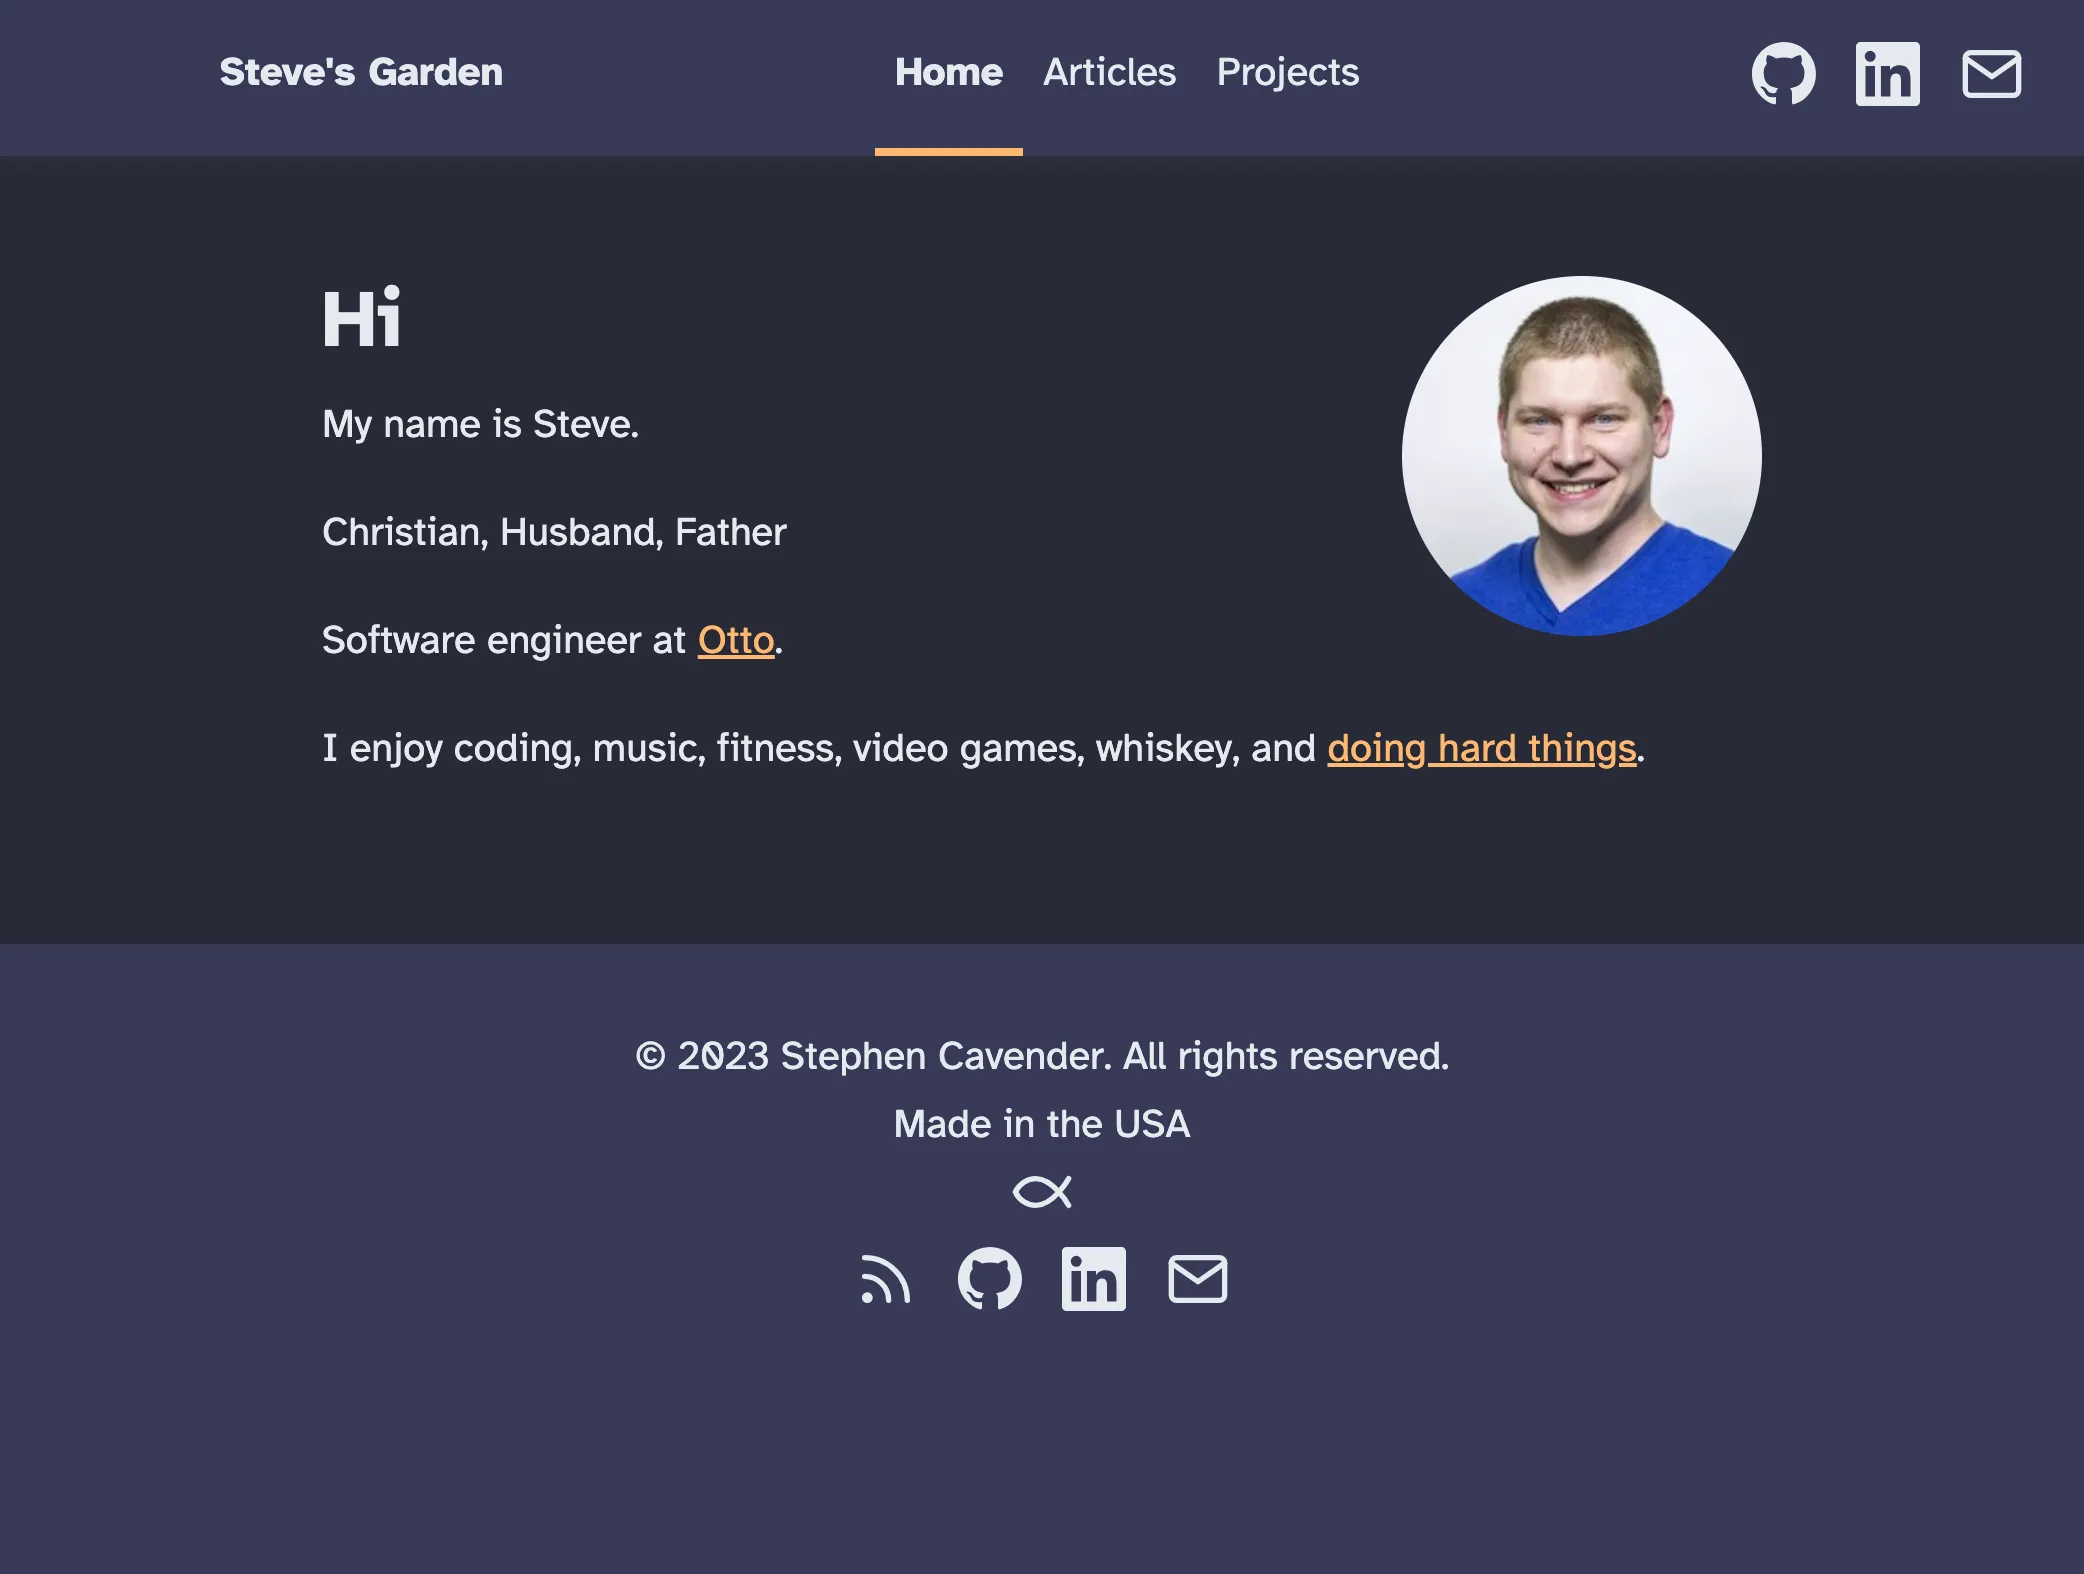 Steve's Garden
Home Articles Projects
Hi
My name is Steve.
Christian, Husband, Father
Software engineer at Otto.
I enjoy coding, music, fitness, video games, whiskey, and doing hard things.
© 2023 Stephen Cavender. All rights reserved.
Made in the USA